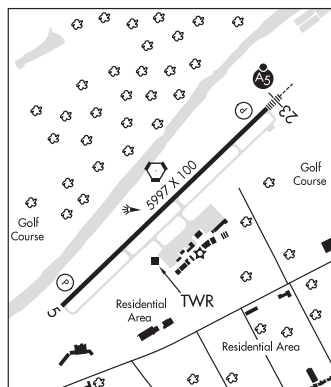 A5
P
23
5997 X 100
Golf
Course
Golf
Course
P
5
TWR
Residential
Area
Residential Area